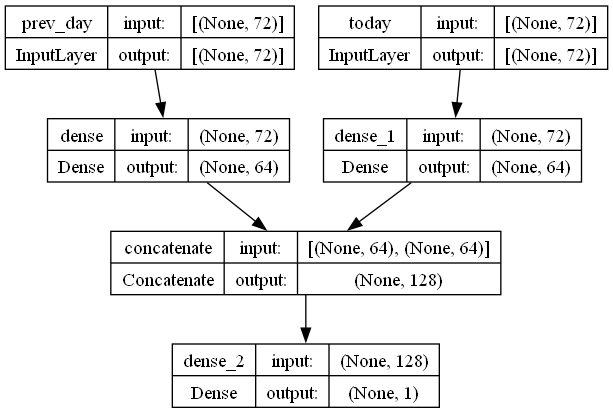 prev_day input: [(None, 72)] today input: [(None, 72)]
InputLayer output: [(None, 72)] InputLayer output: [(None, 72)]
dense input: (None, 72) dense_1 input: (None, 72)
Dense output: (None, 64) Dense output: (None, 64)
concatenate input: [(None, 64), (None, 64)]
Concatenate output: (None, 128)
dense_2 input: (None, 128)
Dense output: (None, 1)